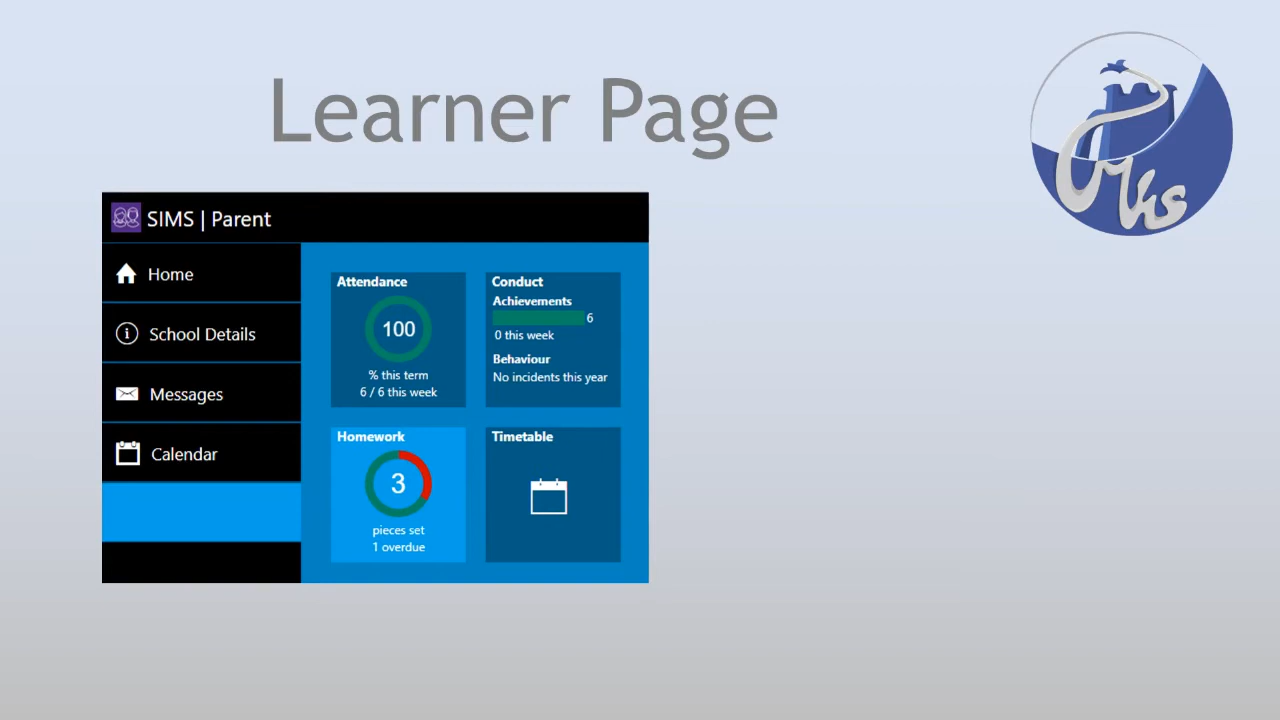 Learner Page
SIMS | Parent
Home
School Details
Messages
Calendar
Attendance
100
% this term
6 / 6 this week
Conduct
Achievements
6
0 this week
Behaviour
No incidents this year
Homework
3
pieces set
1 overdue
Timetable